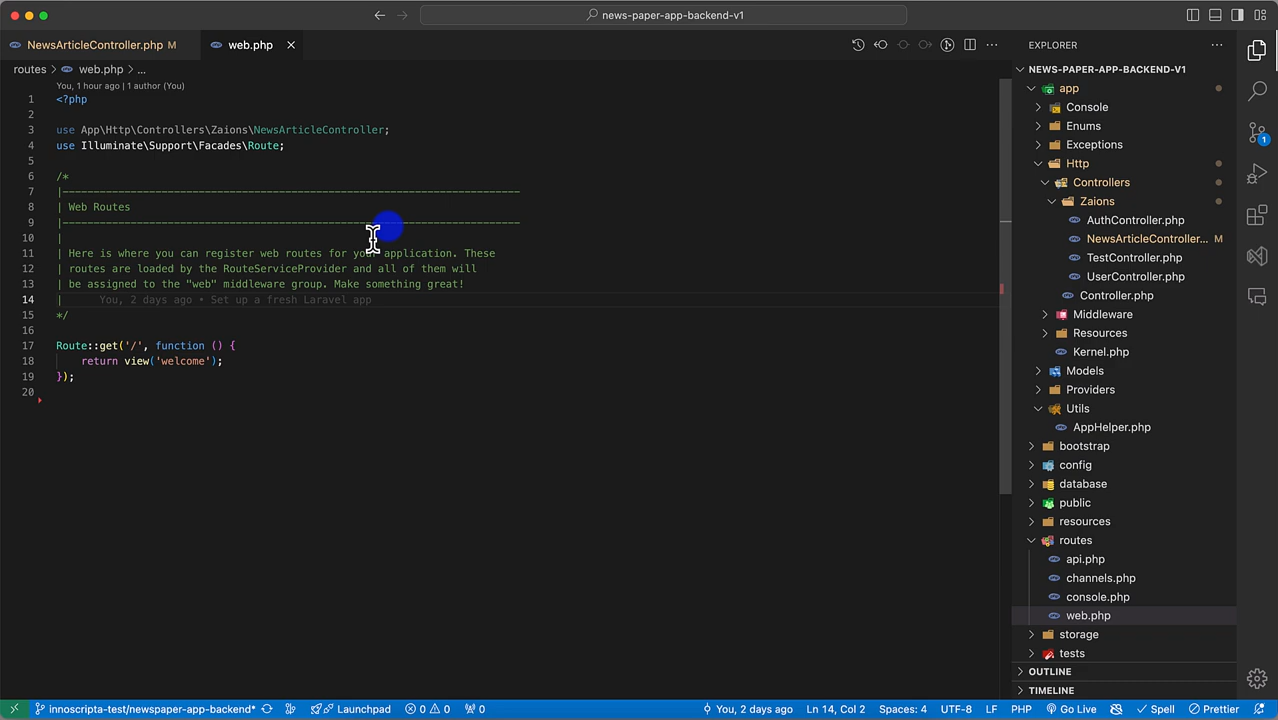 news-paper-app-backend-v1
NewsArticleController.php M
web.php
EXPLORER
routes > web.php > ...
NEWS-PAPER-APP-BACKEND-V1
You, 1 hour ago | 1 author (You)
1 <?php
2
3 use App\Http\Controllers\Zaions\NewsArticleController;
4 use Illuminate\Support\Facades\Route;
5
6 /*
7 |--------------------------------------------------------------------------
8 | Web Routes
9 |--------------------------------------------------------------------------
10 |
11 | Here is where you can register web routes for your application. These
12 | routes are loaded by the RouteServiceProvider and all of them will
13 | be assigned to the "web" middleware group. Make something great!
14 | You, 2 days ago • Set up a fresh Laravel app
15 */
16
17 Route::get('/', function () {
18 return view('welcome');
19 });
20
app
Console
Enums
Exceptions
Http
Controllers
Zaions
AuthController.php
NewsArticleController... M
TestController.php
UserController.php
Controller.php
Middleware
Resources
Kernel.php
Models
Providers
Utils
AppHelper.php
bootstrap
config
database
public
resources
routes
api.php
channels.php
console.php
web.php
storage
tests
OUTLINE
TIMELINE
1
innoscripta-test/newspaper-app-backend* Launchpad 0 0 0 You, 2 days ago Ln 14, Col 2 Spaces: 4 UTF-8 LF PHP Go Live Spell Prettier